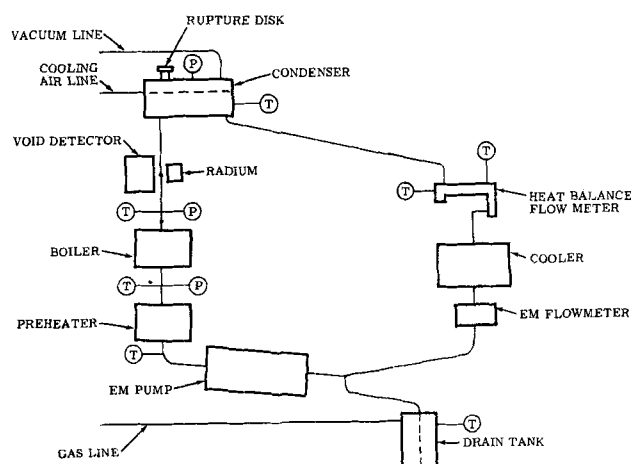 RUPTURE DISK
VACUUM LINE
P
CONDENSER
COOLING
AIR LINE
T
VOID DETECTOR
T
RADIUM
T
HEAT BALANCE
FLOW METER
T
P
BOILER
COOLER
T
P
EM FLOWMETER
PREHEATER
T
EM PUMP
T
DRAIN TANK
GAS LINE